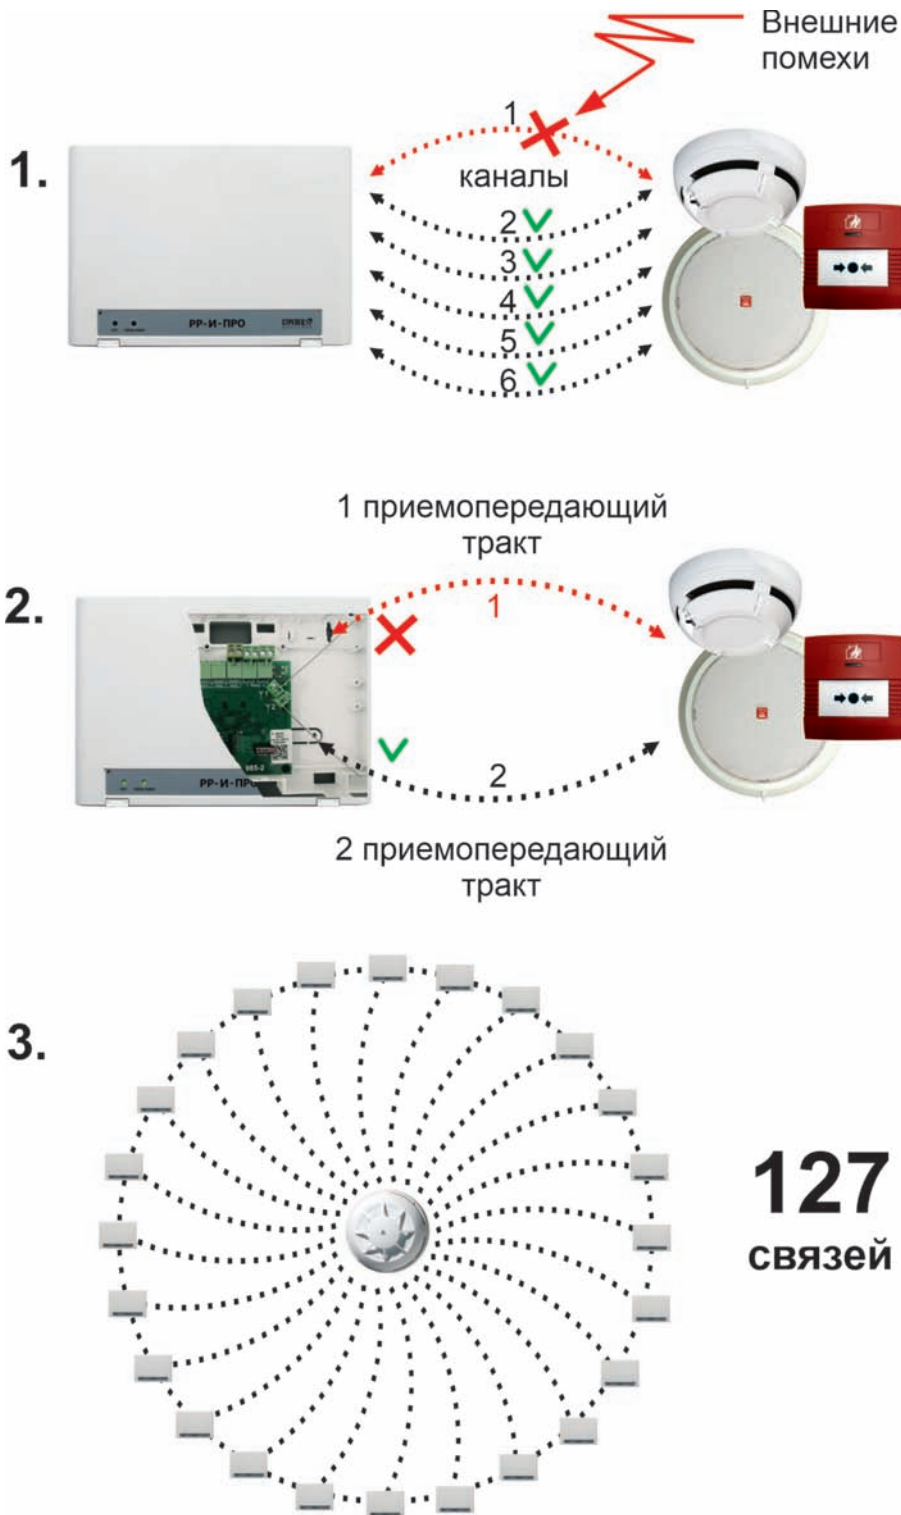 Внешние
помехи
1
1.
каналы
2
3
4
5
6
РР-И-ПРО
1 приемопередающий
тракт
2.
1
2
РР-И-ПРО
2 приемопередающий
тракт
3.
127
связей